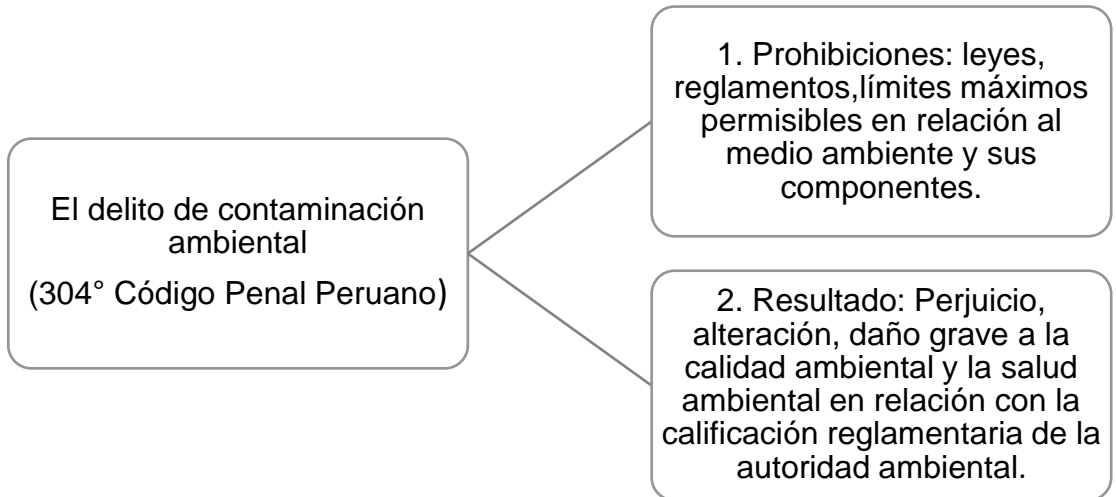 El delito de contaminación
ambiental
(304° Código Penal Peruano)
1. Prohibiciones: leyes,
reglamentos,límites máximos
permisibles en relación al
medio ambiente y sus
componentes.
2. Resultado: Perjuicio,
alteración, daño grave a la
calidad ambiental y la salud
ambiental en relación con la
calificación reglamentaria de la
autoridad ambiental.